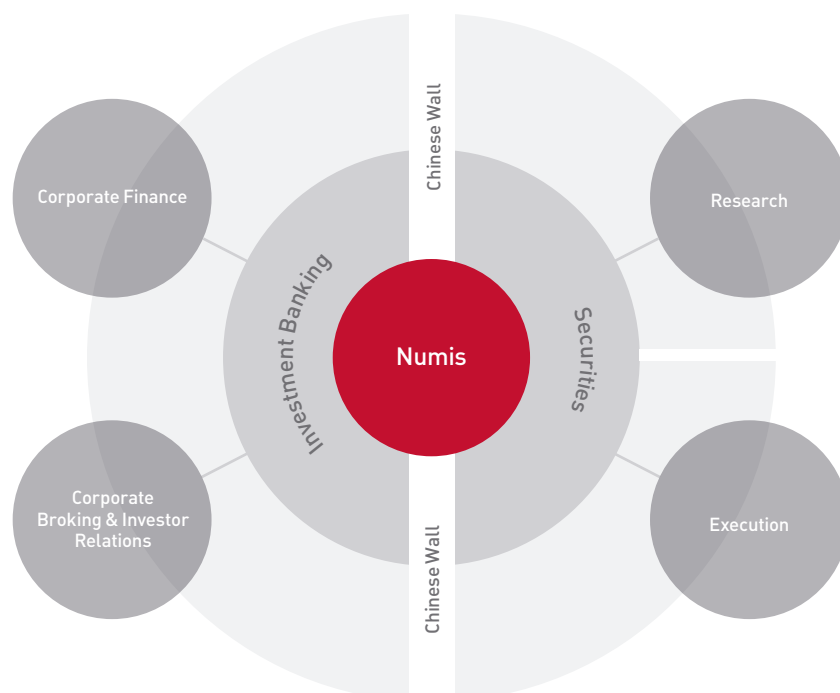 Chinese Wall
Corporate Finance
Research
Investment Banking
Numis
Securities
Corporate
Broking & Investor
Relations
Execution
Chinese Wall